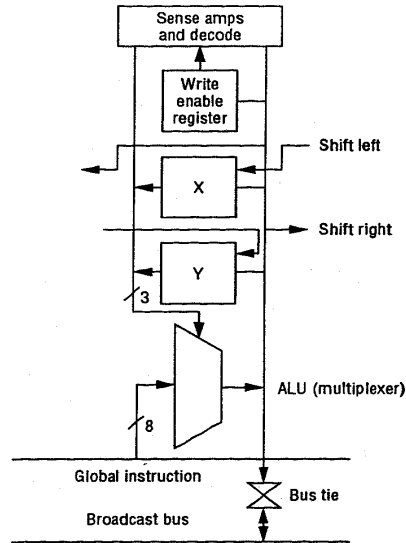 Sense amps
and decode
Write
enable
register
Shift left
X
Shift right
Y
3
ALU (multiplexer)
8
Global instruction
Bus tie
Broadcast bus